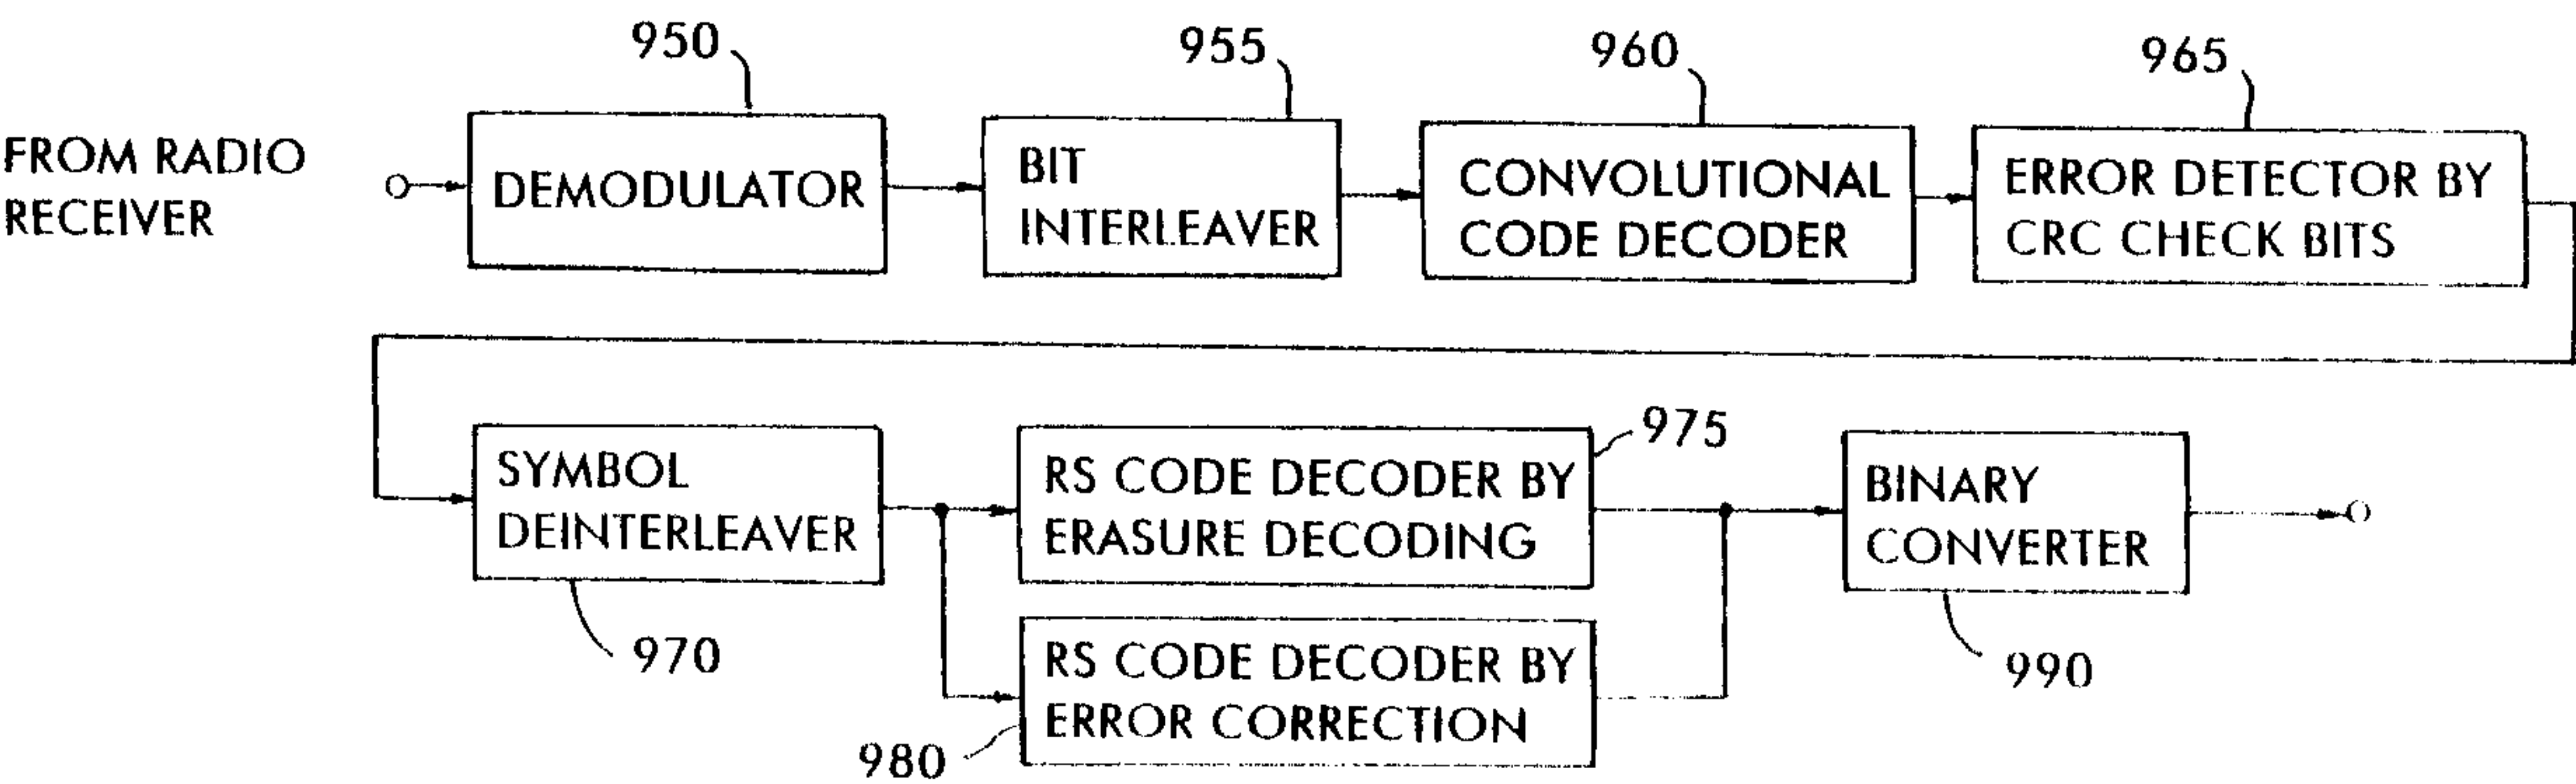 950
955
960
965
FROM RADIO
RECEIVER
DEMODULATOR
BIT
INTERLEAVER
CONVOLUTIONAL
CODE DECODER
ERROR DETECTOR BY
CRC CHECK BITS
SYMBOL
DEINTERLEAVER
970
RS CODE DECODER BY
ERASURE DECODING
975
RS CODE DECODER BY
ERROR CORRECTION
980
BINARY
CONVERTER
990